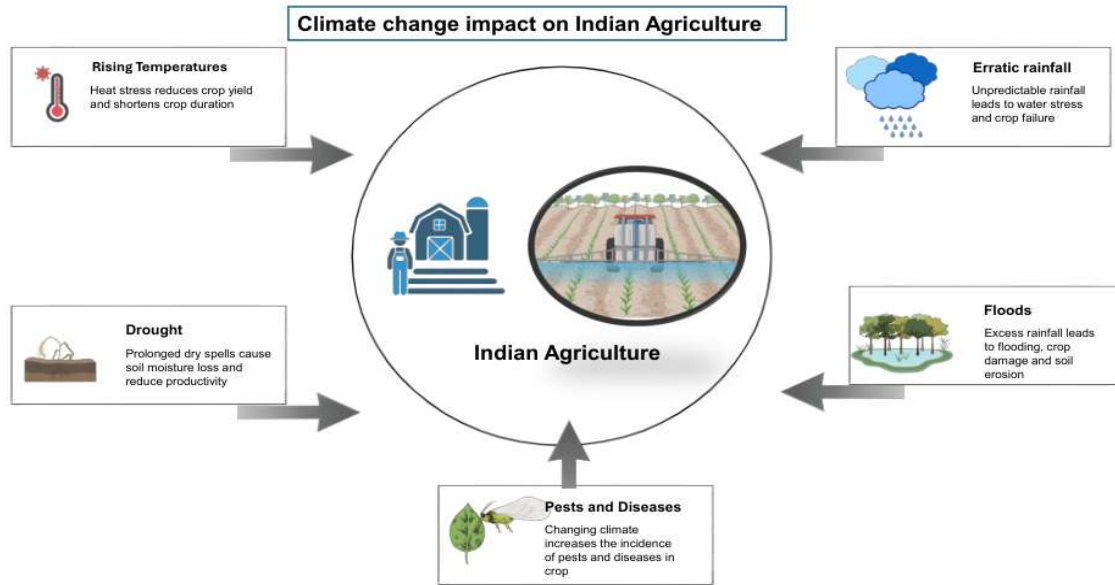 Climate change impact on Indian Agriculture
Rising Temperatures
Heat stress reduces crop yield
and shortens crop duration
Erratic rainfall
Unpredictable rainfall
leads to water stress
and crop failure
Drought
Prolonged dry spells cause
soil moisture loss and
reduce productivity
Indian Agriculture
Floods
Excess rainfall leads
to flooding, crop
damage and soil
erosion
Pests and Diseases
Changing climate
increases the incidence
of pests and diseases in
crop